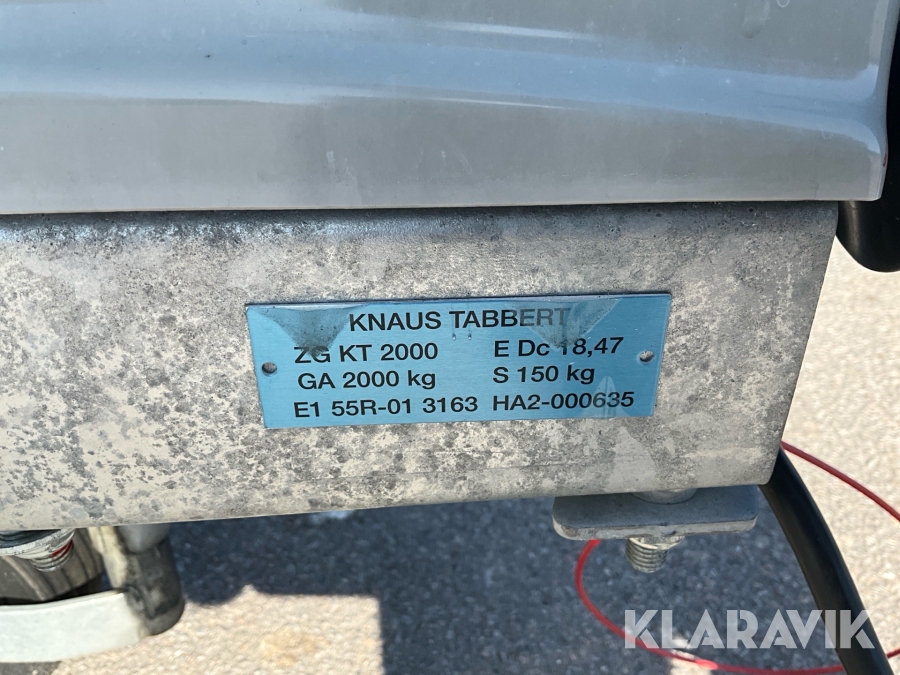 KNAUS TABBERT
ZG KT 2000 E Dc 18,47
GA 2000 kg S 150 kg
E1 55R-01 3163 HA2-000635
KLARAVIK